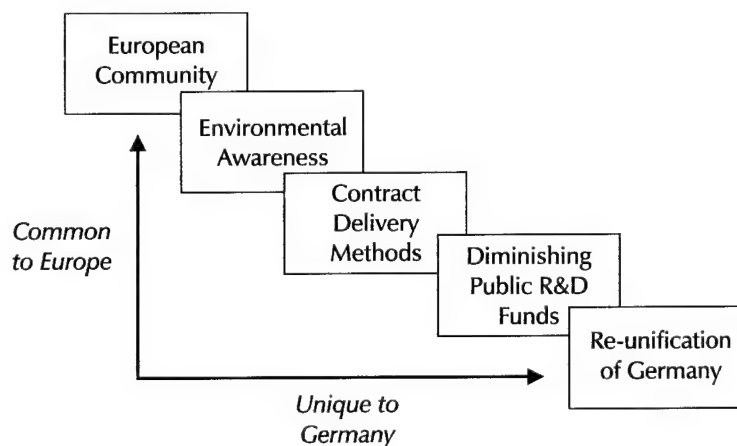 European
Community
Environmental
Awareness
Contract
Delivery
Methods
Common
to Europe
Diminishing
Public R&D
Funds
Re-unification
of Germany
Unique to
Germany